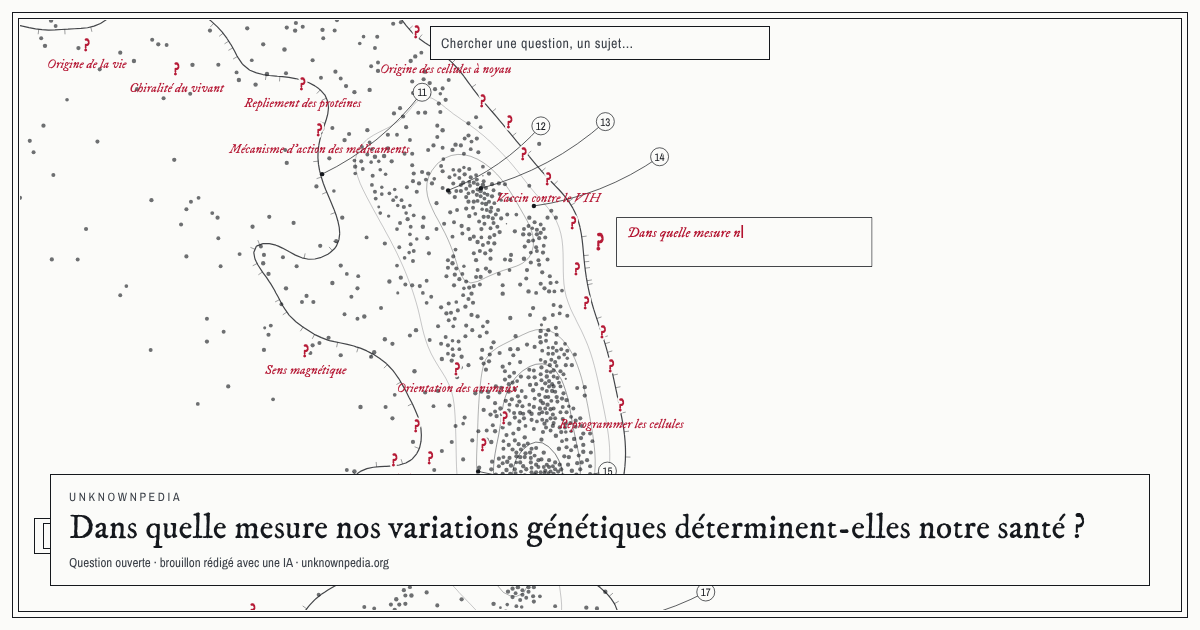 Chercher une question, un sujet…
?
?
Origine de la vie
Origine des cellules à noyau
?
Chiralité du vivant
?
Repliement des protéines
11
?
?
12
13
?
Mécanisme d'action des médicaments
?
14
?
Vaccin contre le VIH
?
? Dans quelle mesure n
?
?
?
?
Sens magnétique
?
?
Orientation des animaux
?
?
Reprogrammer les cellules
?
?
?
?
15
UNKNOWNPEDIA
Dans quelle mesure nos variations génétiques déterminent-elles notre santé ?
Question ouverte · brouillon rédigé avec une IA · unknownpedia.org
17
?